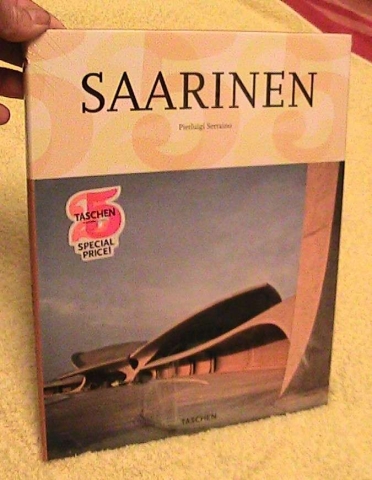 SAARINEN
Pierluigi Serraino
25
TASCHEN
SPECIAL
PRICE!
TASCHEN